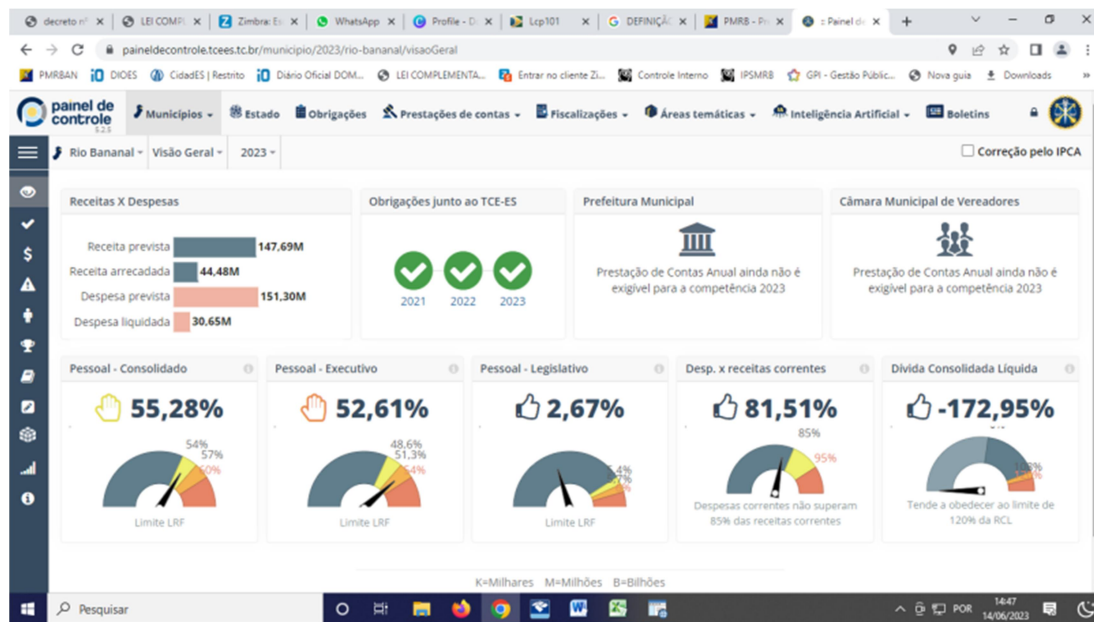 decreto nº
LEI COMPL
Zimbra: Es
WhatsApp
Profile - D
Lcp101
DEFINIÇÃ
PMRB - P
:: Painel de
paineldecontrole.tcees.tc.br/municipio/2023/rio-bananal/visaoGeral
PMRBAN
DIOES
CidadES | Restrito
Diário Oficial DOM...
LEI COMPLEMENTA...
Entrar no cliente Zi...
Controle Interno
IPSMRB
GPI - Gestão Públic...
Nova guia
Downloads
»
painel de controle
5.2.5
Municípios
Estado
Obrigações
Prestações de contas
Fiscalizações
Áreas temáticas
Inteligência Artificial
Boletins
Rio Bananal
Visão Geral
2023
Correção pelo IPCA
Receitas X Despesas
Receita prevista 147,69M
Receita arrecadada 44,48M
Despesa prevista 151,30M
Despesa liquidada 30,65M
Obrigações junto ao TCE-ES
2021 2022 2023
Prefeitura Municipal
Prestação de Contas Anual ainda não é
exigível para a competência 2023
Câmara Municipal de Vereadores
Prestação de Contas Anual ainda não é
exigível para a competência 2023
Pessoal - Consolidado
55,28%
54%
57%
60%
Limite LRF
Pessoal - Executivo
52,61%
48,6%
51,3%
54%
Limite LRF
Pessoal - Legislativo
2,67%
Limite LRF
Desp. x receitas correntes
81,51%
85%
95%
Despesas correntes não superam
85% das receitas correntes
Dívida Consolidada Líquida
-172,95%
Tende a obedecer ao limite de
120% da RCL
K=Milhares M=Milhões B=Bilhões
Pesquisar
POR
14:47
14/06/2023